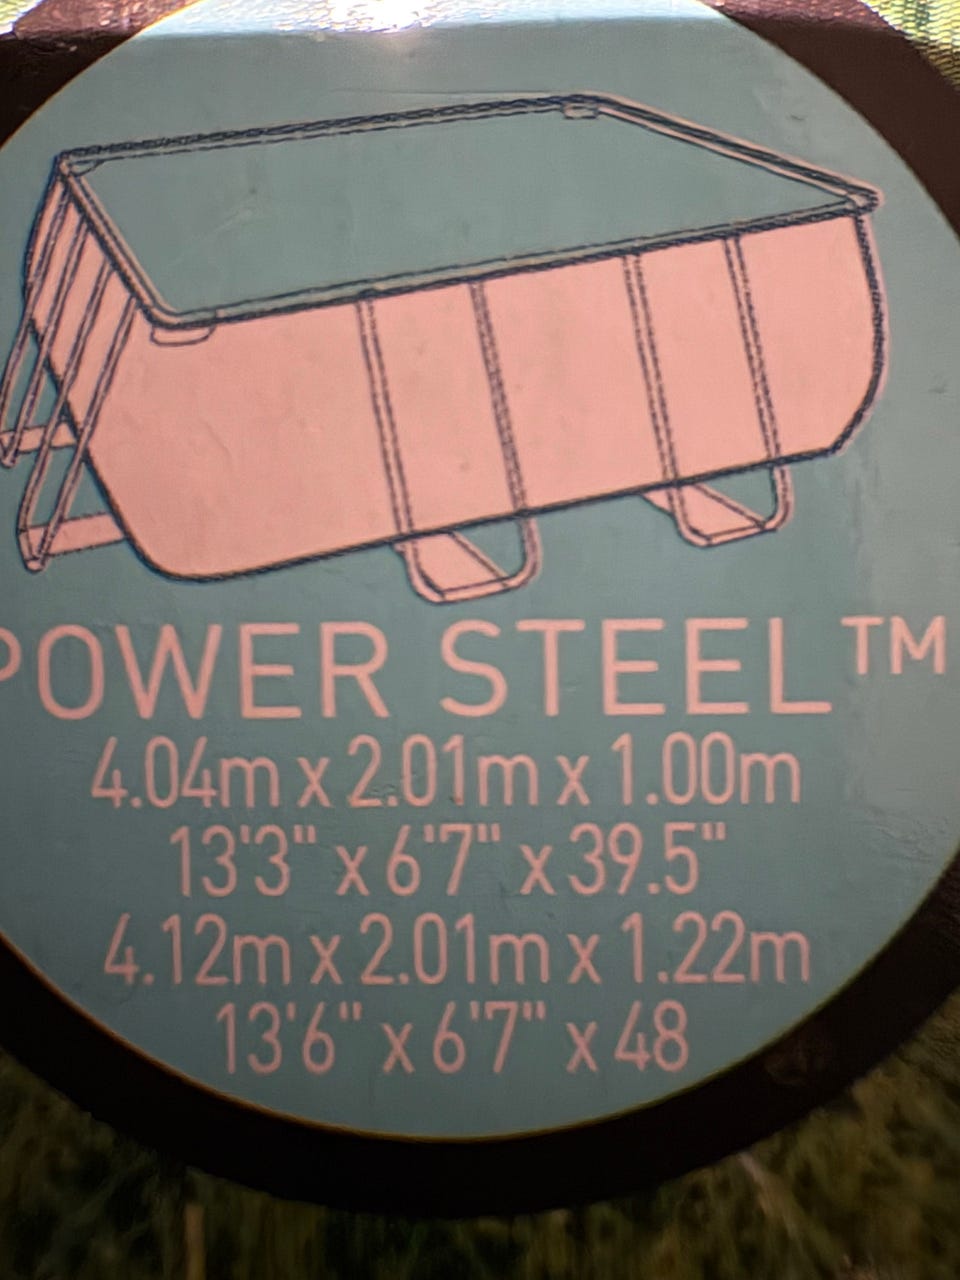 POWER STEEL™
4.04m x 2.01m x 1.00m
13'3" x 6'7" x 39.5"
4.12m x 2.01m x 1.22m
13'6" x 6'7" x 48